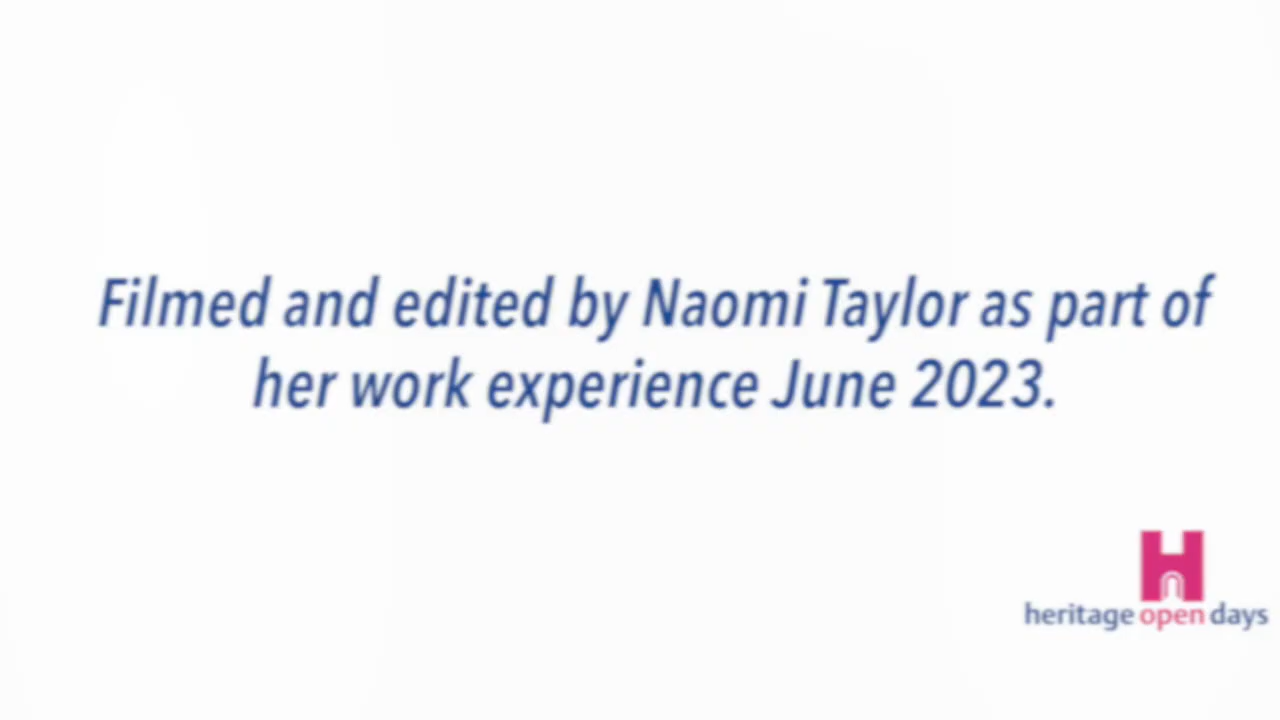 Filmed and edited by Naomi Taylor as part of
her work experience June 2023.
heritage open days